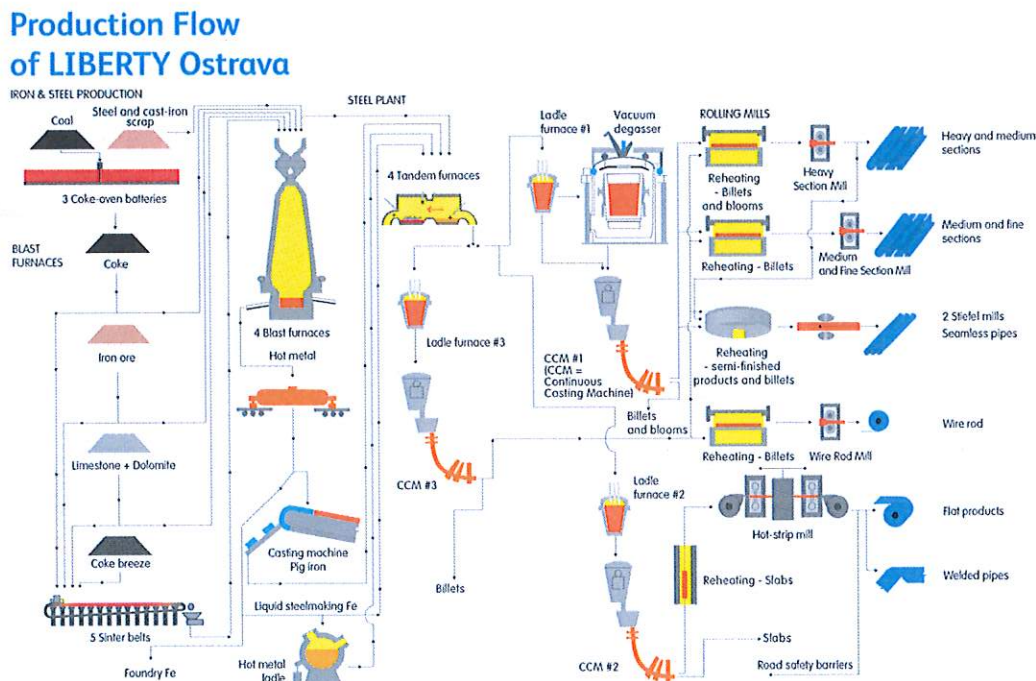 Production Flow
of LIBERTY Ostrava
IRON & STEEL PRODUCTION
Coal
Steel and cast-iron
scrap
3 Coke-oven batteries
BLAST
FURNACES
Coke
Iron ore
Limestone + Dolomite
Coke breeze
5 Sinter belts
Foundry Fe
4 Blast furnaces
Hot metal
Casting machine
Pig iron
Liquid steelmaking Fe
Hot metal
ladle
STEEL PLANT
4 Tandem furnaces
Ladle furnace #3
CCM #3
Billets
Ladle
furnace #1
Vacuum
degasser
CCM #1
(CCM =
Continuous
Casting Machine)
Billets
and blooms
Ladle
furnace #2
CCM #2
Slabs
Reheating - Slabs
Road safety barriers
ROLLING MILLS
Reheating
- Billets
and blooms
Heavy
Section Mill
Heavy and medium
sections
Reheating - Billets
Medium
and Fine Section Mill
Medium and fine
sections
Reheating
- semi-finished
products and billets
2 Stiefel mills
Seamless pipes
Reheating - Billets
Wire Rod Mill
Wire rod
Hot-strip mill
Flat products
Welded pipes